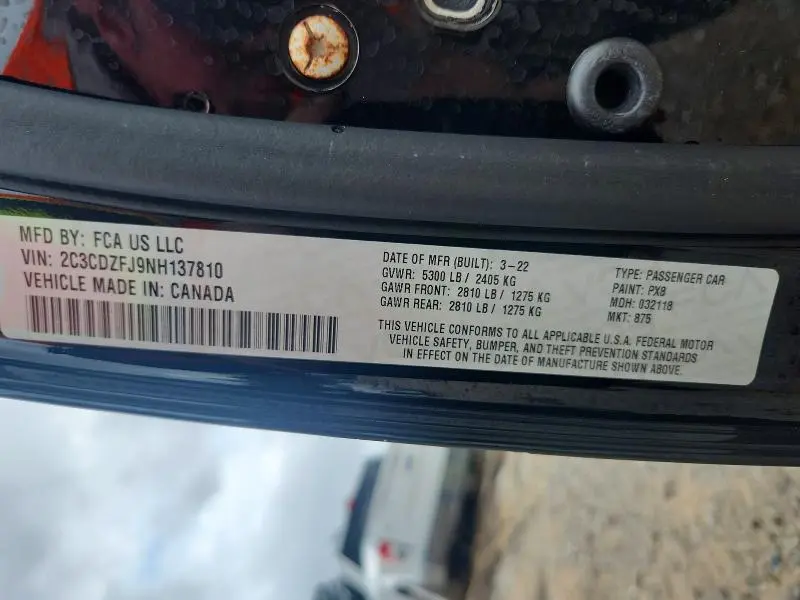 MFD BY: FCA US LLC
VIN: 2C3CDZFJ9NH137810
VEHICLE MADE IN: CANADA
DATE OF MFR (BUILT): 3-22
GVWR: 5300 LB / 2405 KG
GAWR FRONT: 2810 LB / 1275 KG
GAWR REAR: 2810 LB / 1275 KG
TYPE: PASSENGER CAR
PAINT: PX8
MDH: 032118
MKT: 875
THIS VEHICLE CONFORMS TO ALL APPLICABLE U.S.A. FEDERAL MOTOR
VEHICLE SAFETY, BUMPER, AND THEFT PREVENTION STANDARDS
IN EFFECT ON THE DATE OF MANUFACTURE SHOWN ABOVE.